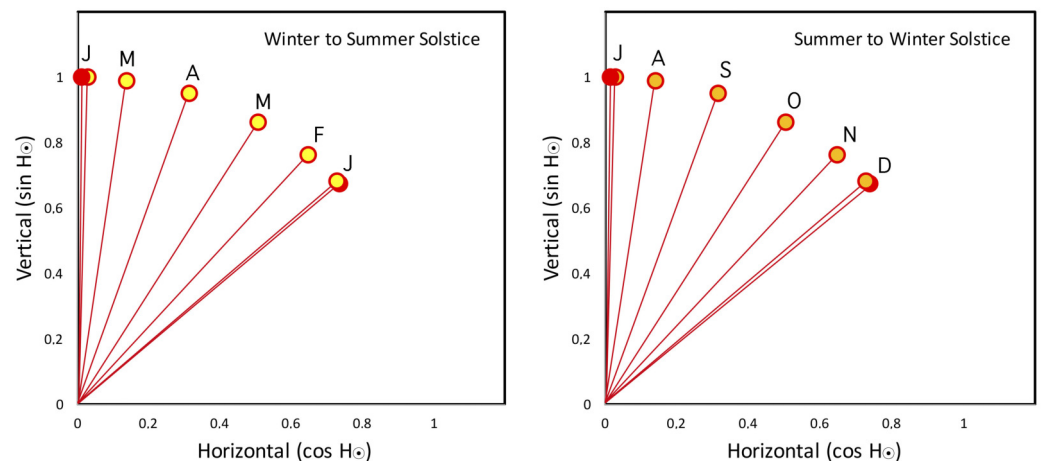 Winter to Summer Solstice
J
M
A
M
F
J
1
0.8
0.6
0.4
0.2
0
0
0.2
0.4
0.6
0.8
1
Vertical (sin H☉)
Horizontal (cos H☉)
Summer to Winter Solstice
J
A
S
O
N
D
1
0.8
0.6
0.4
0.2
0
0
0.2
0.4
0.6
0.8
1
Vertical (sin H☉)
Horizontal (cos H☉)